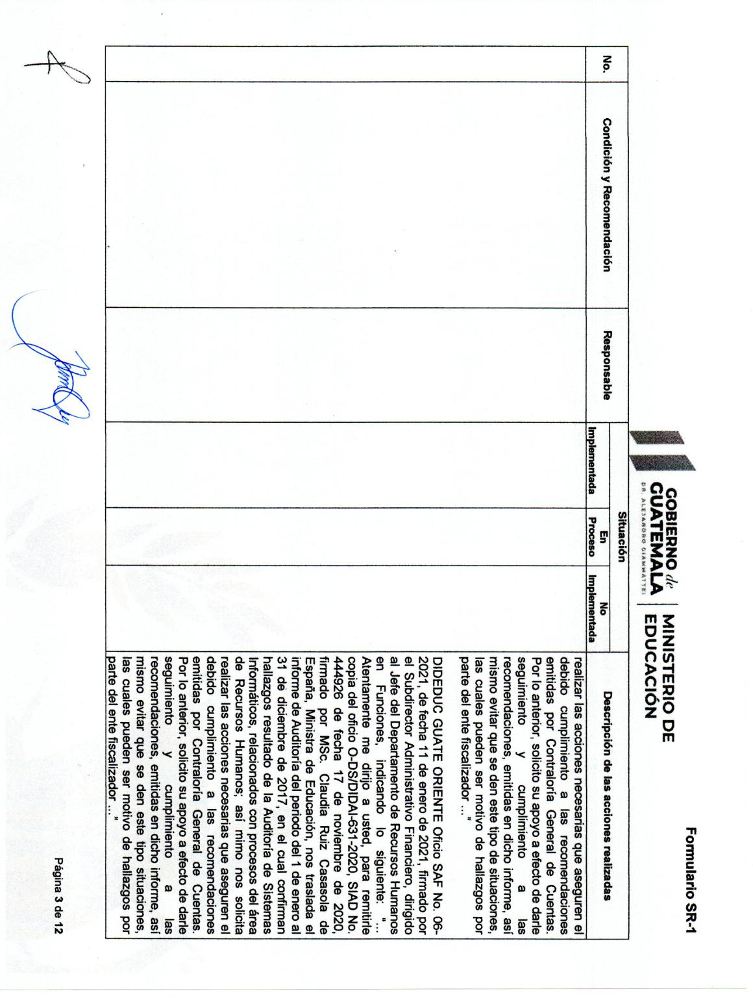 Formulario SR-1
GOBIERNO de
GUATEMALA
DR. ALEJANDRO GIAMMATTEI
MINISTERIO DE
EDUCACIÓN
No.
Condición y Recomendación
Responsable
Situación
Implementada
En
Proceso
No
Implementada
Descripción de las acciones realizadas
realizar las acciones necesarias que aseguren el
debido cumplimiento a las recomendaciones
emitidas por Contraloría General de Cuentas.
Por lo anterior, solicito su apoyo a efecto de darle
seguimiento y cumplimiento a las
recomendaciones, emitidas en dicho informe, así
mismo evitar que se den este tipo de situaciones,
las cuales pueden ser motivo de hallazgos por
parte del ente fiscalizador ..."
DIDEDUC GUATE ORIENTE Oficio SAF No. 06-
2021, de fecha 11 de enero de 2021, firmado por
el Subdirector Administrativo Financiero, dirigido
al Jefe del Departamento de Recursos Humanos
en Funciones, indicando lo siguiente: "...
Atentamente me dirijo a usted, para remitirle
copia del oficio O-DS/DIDAI-631-2020, SIAD No.
444926 de fecha 17 de noviembre de 2020,
firmado por MSc. Claudia Ruiz Casasola de
España, Ministra de Educación, nos traslada el
informe de Auditoría del periodo del 1 de enero al
31 de diciembre de 2017, en el cual confirman
hallazgos resultado de la Auditoría de Sistemas
Informáticos, relacionados con procesos del área
de Recursos Humanos; así mimo nos solicita
realizar las acciones necesarias que aseguren el
debido cumplimiento a las recomendaciones
emitidas por Contraloría General de Cuentas.
Por lo anterior, solicito su apoyo a efecto de darle
seguimiento y cumplimiento a las
recomendaciones, emitidas en dicho informe, así
mismo evitar que se den este tipo situaciones,
las cuales pueden ser motivo de hallazgos por
parte del ente fiscalizador ..."
Página 3 de 12